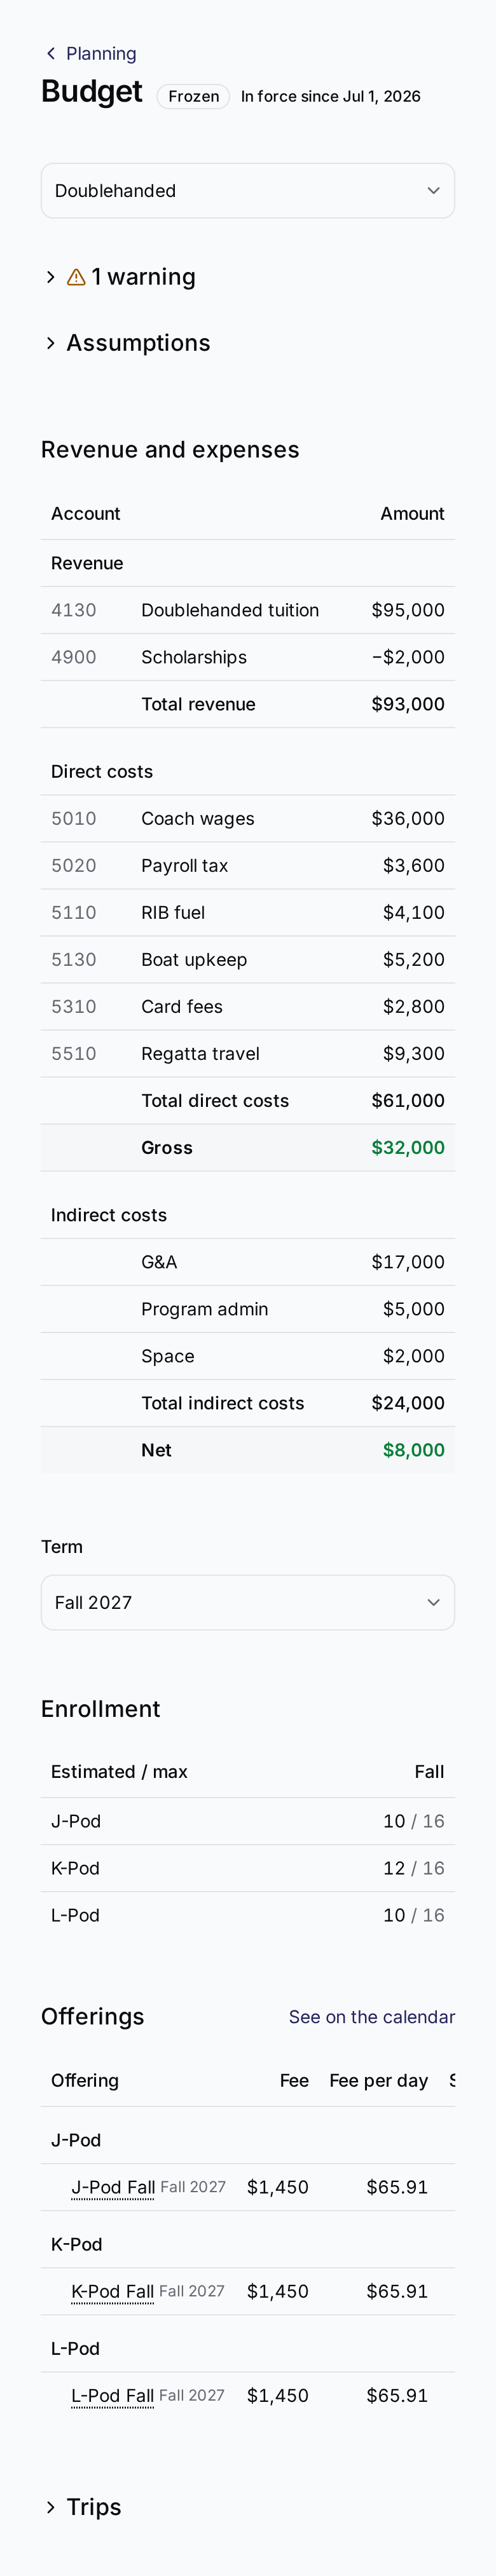 Planning
Budget Frozen In force since Jul 1, 2026
Doublehanded
1 warning
Assumptions
Revenue and expenses
Account Amount
Revenue
4130 Doublehanded tuition $95,000
4900 Scholarships −$2,000
Total revenue $93,000
Direct costs
5010 Coach wages $36,000
5020 Payroll tax $3,600
5110 RIB fuel $4,100
5130 Boat upkeep $5,200
5310 Card fees $2,800
5510 Regatta travel $9,300
Total direct costs $61,000
Gross $32,000
Indirect costs
G&A $17,000
Program admin $5,000
Space $2,000
Total indirect costs $24,000
Net $8,000
Term
Fall 2027
Enrollment
Estimated / max Fall
J-Pod 10 / 16
K-Pod 12 / 16
L-Pod 10 / 16
Offerings See on the calendar
Offering Fee Fee per day
J-Pod
J-Pod Fall Fall 2027 $1,450 $65.91
K-Pod
K-Pod Fall Fall 2027 $1,450 $65.91
L-Pod
L-Pod Fall Fall 2027 $1,450 $65.91
Trips